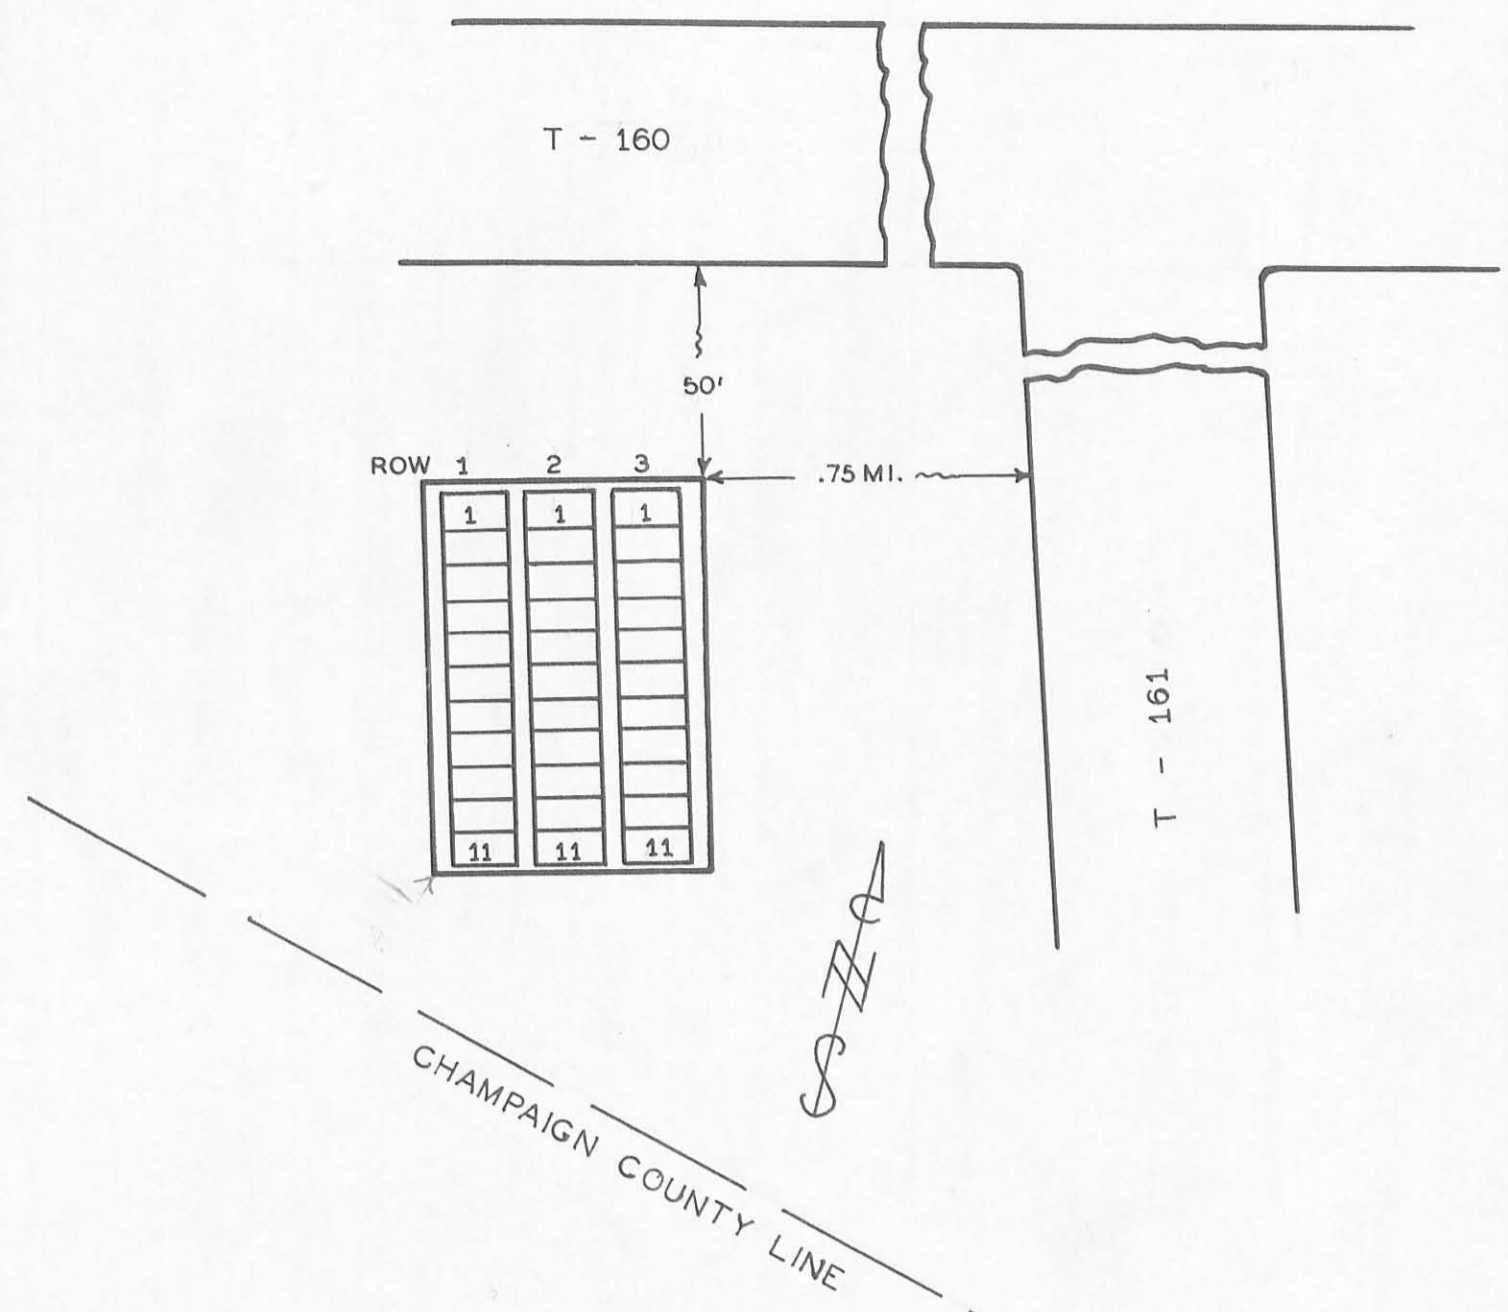 T - 160
50'
ROW 1 2 3
.75 MI.
1 1 1
T - 161
11 11 11
N
S
CHAMPAIGN COUNTY LINE